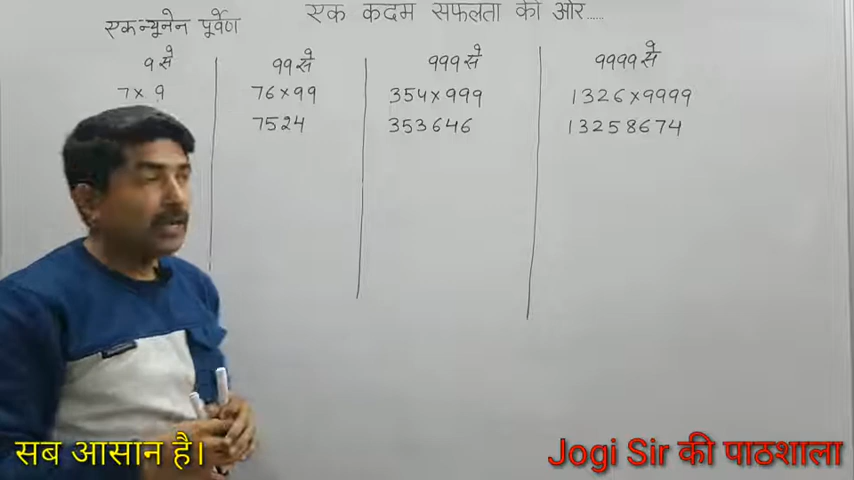 एक कदम सफलता की ओर......
एकन्यूनेन पूर्वेण
9 से
7 × 9
99 से
76 × 99
7524
999 से
354 × 999
353646
9999 से
1326 × 9999
13258674
सब आसान है।
Jogi Sir की पाठशाला